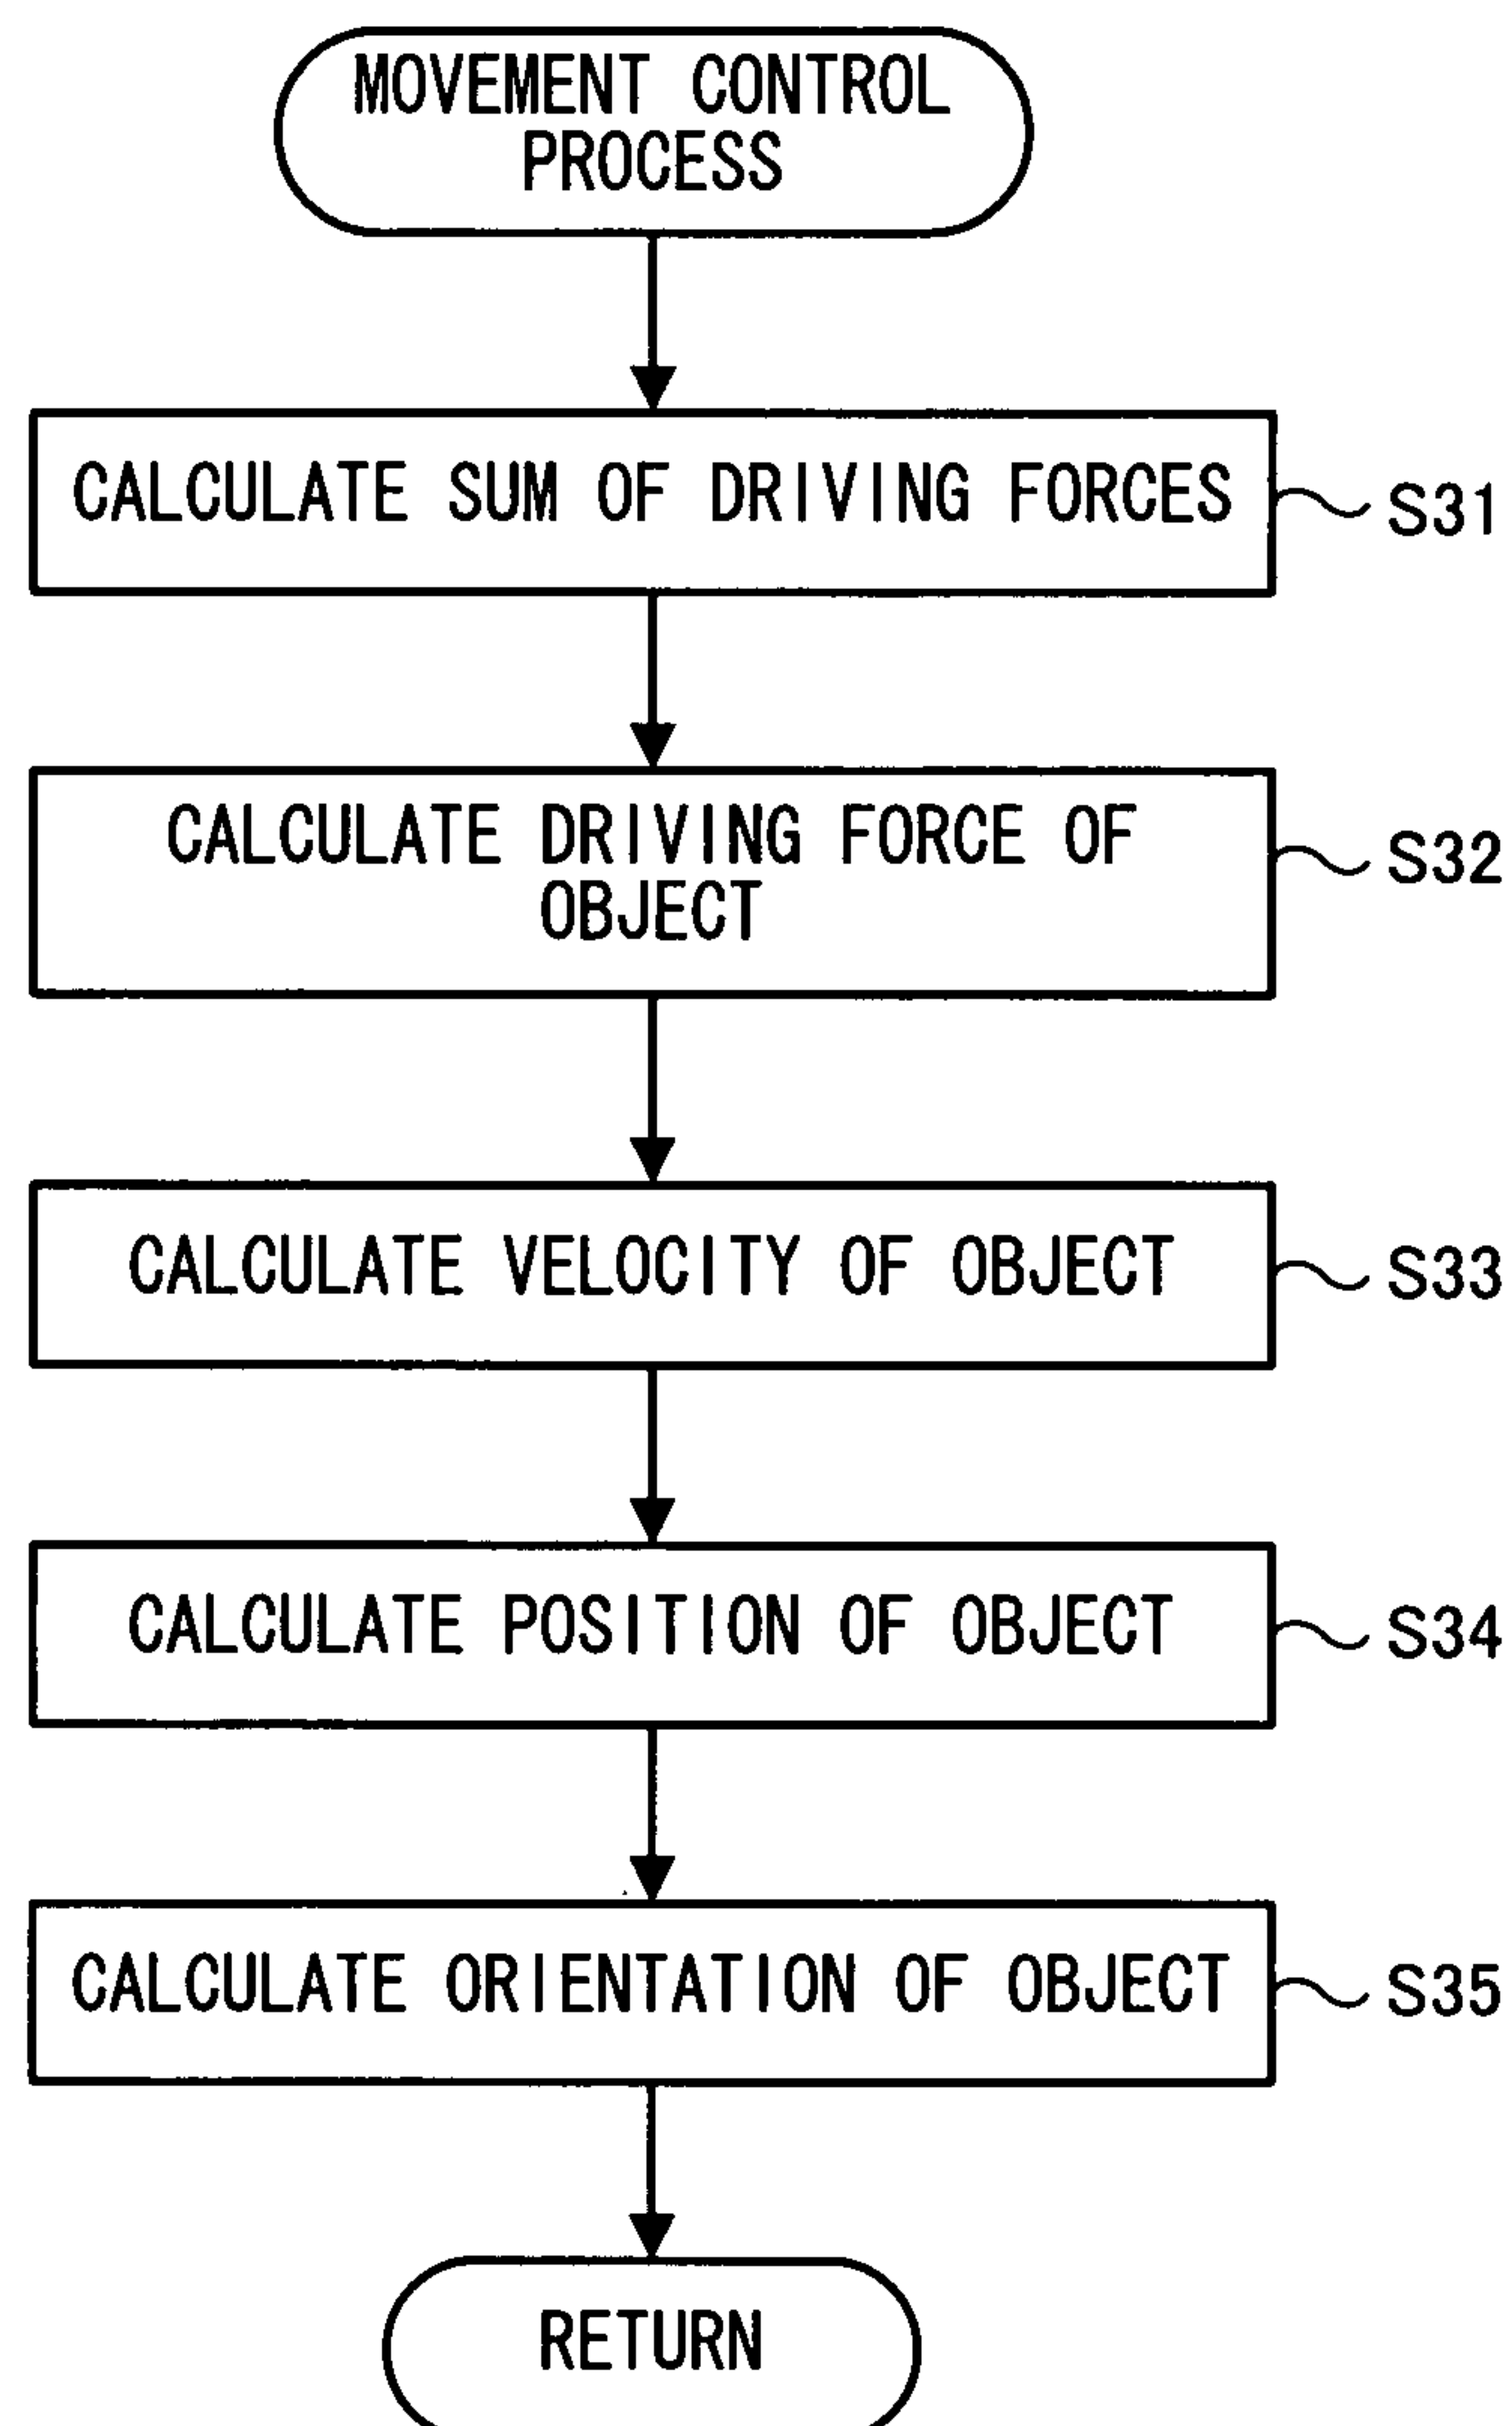 MOVEMENT CONTROL
PROCESS
CALCULATE SUM OF DRIVING FORCES
S31
CALCULATE DRIVING FORCE OF
OBJECT
S32
CALCULATE VELOCITY OF OBJECT
S33
CALCULATE POSITION OF OBJECT
S34
CALCULATE ORIENTATION OF OBJECT
S35
RETURN